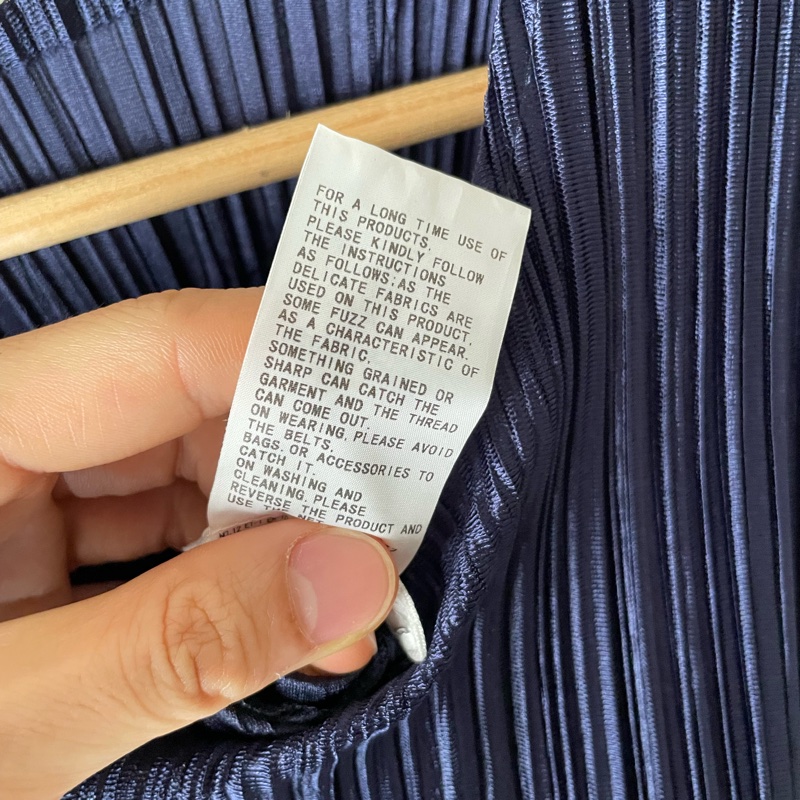 FOR A LONG TIME USE OF
THIS PRODUCTS,
PLEASE KINDLY FOLLOW
THE INSTRUCTIONS
AS FOLLOWS:AS THE
DELICATE FABRICS ARE
USED ON THIS PRODUCT,
SOME FUZZ CAN APPEAR,
AS A CHARACTERISTIC OF
THE FABRIC.
SOMETHING GRAINED OR
SHARP CAN CATCH THE
GARMENT AND THE THREAD
CAN COME OUT.
ON WEARING, PLEASE AVOID
THE BELTS,
BAGS, OR ACCESSORIES TO
CATCH IT.
ON WASHING AND
CLEANING, PLEASE
REVERSE THE PRODUCT AND
USE THE NET